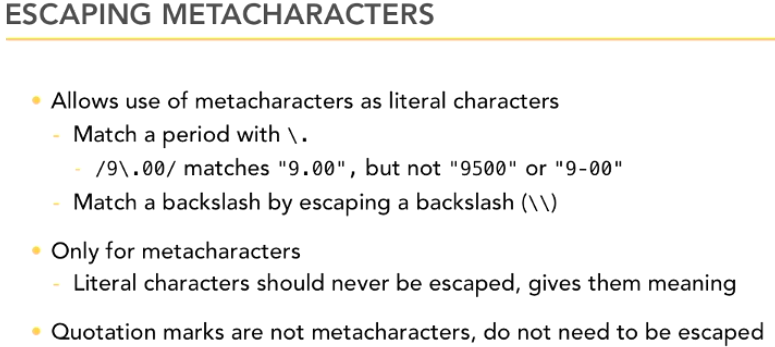 ESCAPING METACHARACTERS
• Allows use of metacharacters as literal characters
- Match a period with \.
- /9\.00/ matches "9.00", but not "9500" or "9-00"
- Match a backslash by escaping a backslash (\\)
• Only for metacharacters
- Literal characters should never be escaped, gives them meaning
• Quotation marks are not metacharacters, do not need to be escaped